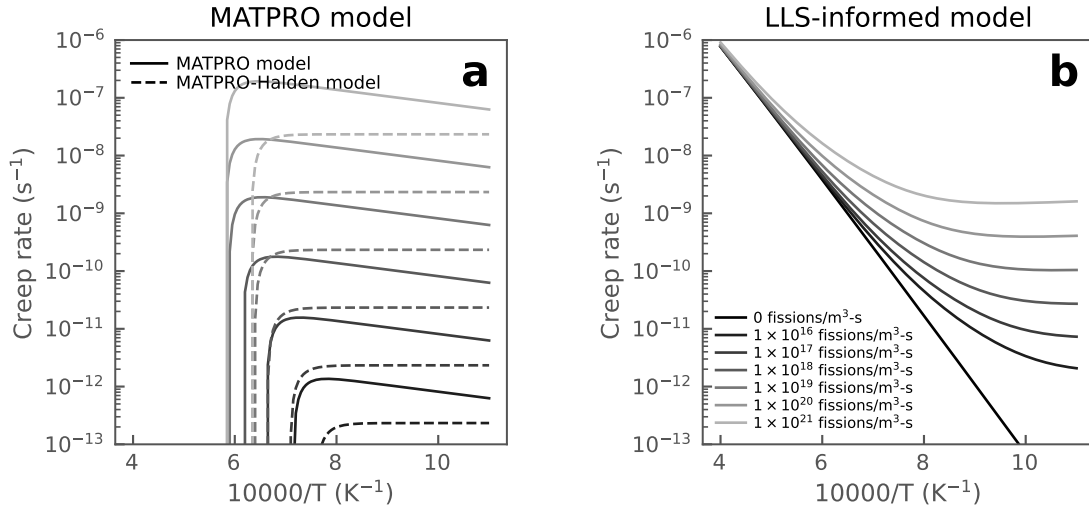 MATPRO model
LLS-informed model
a
MATPRO model
MATPRO-Halden model
b
Creep rate (s⁻¹)
10⁻⁶
10⁻⁷
10⁻⁸
10⁻⁹
10⁻¹⁰
10⁻¹¹
10⁻¹²
10⁻¹³
4 6 8 10
10000/T (K⁻¹)
Creep rate (s⁻¹)
10⁻⁶
10⁻⁷
10⁻⁸
10⁻⁹
10⁻¹⁰
10⁻¹¹
10⁻¹²
10⁻¹³
0 fissions/m³-s
1 × 10¹⁶ fissions/m³-s
1 × 10¹⁷ fissions/m³-s
1 × 10¹⁸ fissions/m³-s
1 × 10¹⁹ fissions/m³-s
1 × 10²⁰ fissions/m³-s
1 × 10²¹ fissions/m³-s
4 6 8 10
10000/T (K⁻¹)